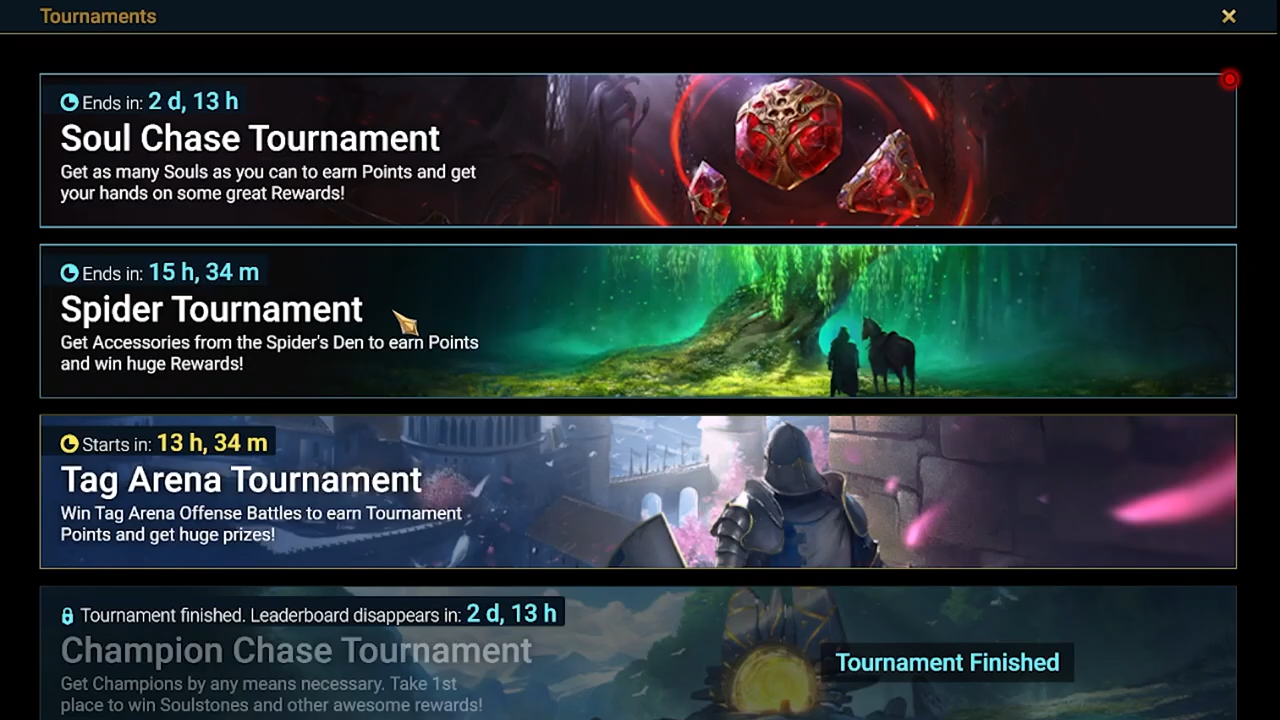 Tournaments
Ends in: 2 d, 13 h
Soul Chase Tournament
Get as many Souls as you can to earn Points and get
your hands on some great Rewards!
Ends in: 15 h, 34 m
Spider Tournament
Get Accessories from the Spider's Den to earn Points
and win huge Rewards!
Starts in: 13 h, 34 m
Tag Arena Tournament
Win Tag Arena Offense Battles to earn Tournament
Points and get huge prizes!
Tournament finished. Leaderboard disappears in: 2 d, 13 h
Champion Chase Tournament
Get Champions by any means necessary. Take 1st
place to win Soulstones and other awesome rewards!
Tournament Finished